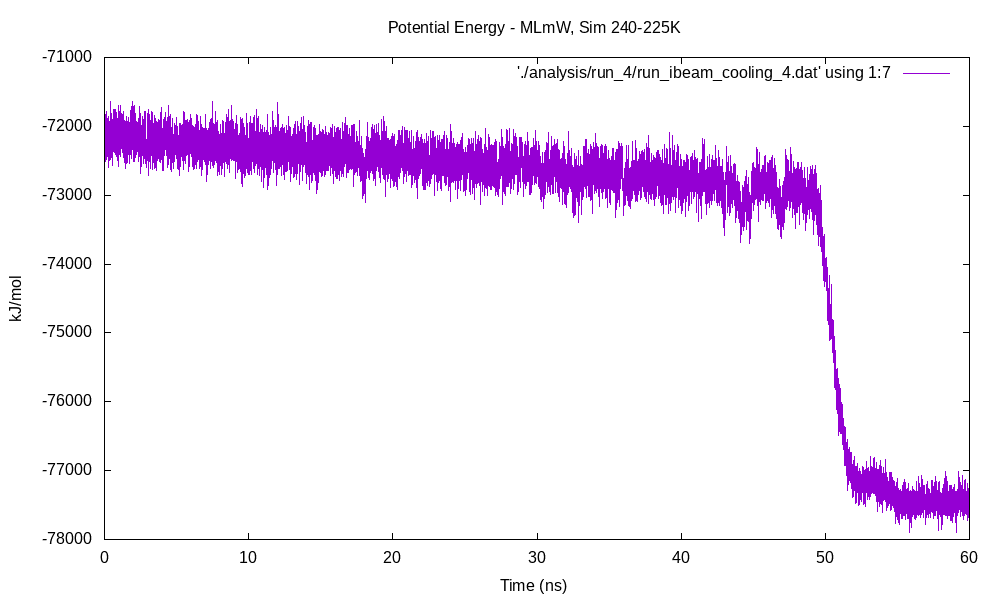 Potential Energy - MLmW, Sim 240-225K
'./analysis/run_4/run_ibeam_cooling_4.dat' using 1:7
kJ/mol
-71000
-72000
-73000
-74000
-75000
-76000
-77000
-78000
0 10 20 30 40 50 60
Time (ns)